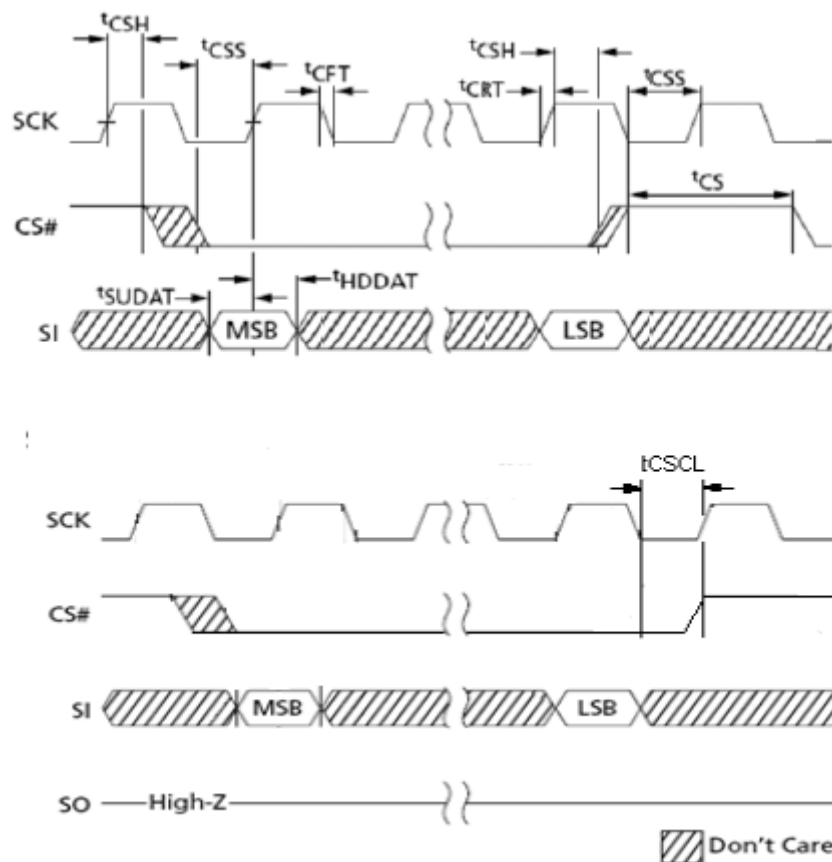 tCSH
tCSS
tCFT
tCSH
tCRT
tCSS
SCK
tCS
CS#
tSUDAT
tHDDAT
SI MSB LSB
tCSCL
SCK
CS#
SI MSB LSB
SO High-Z
Don't Care